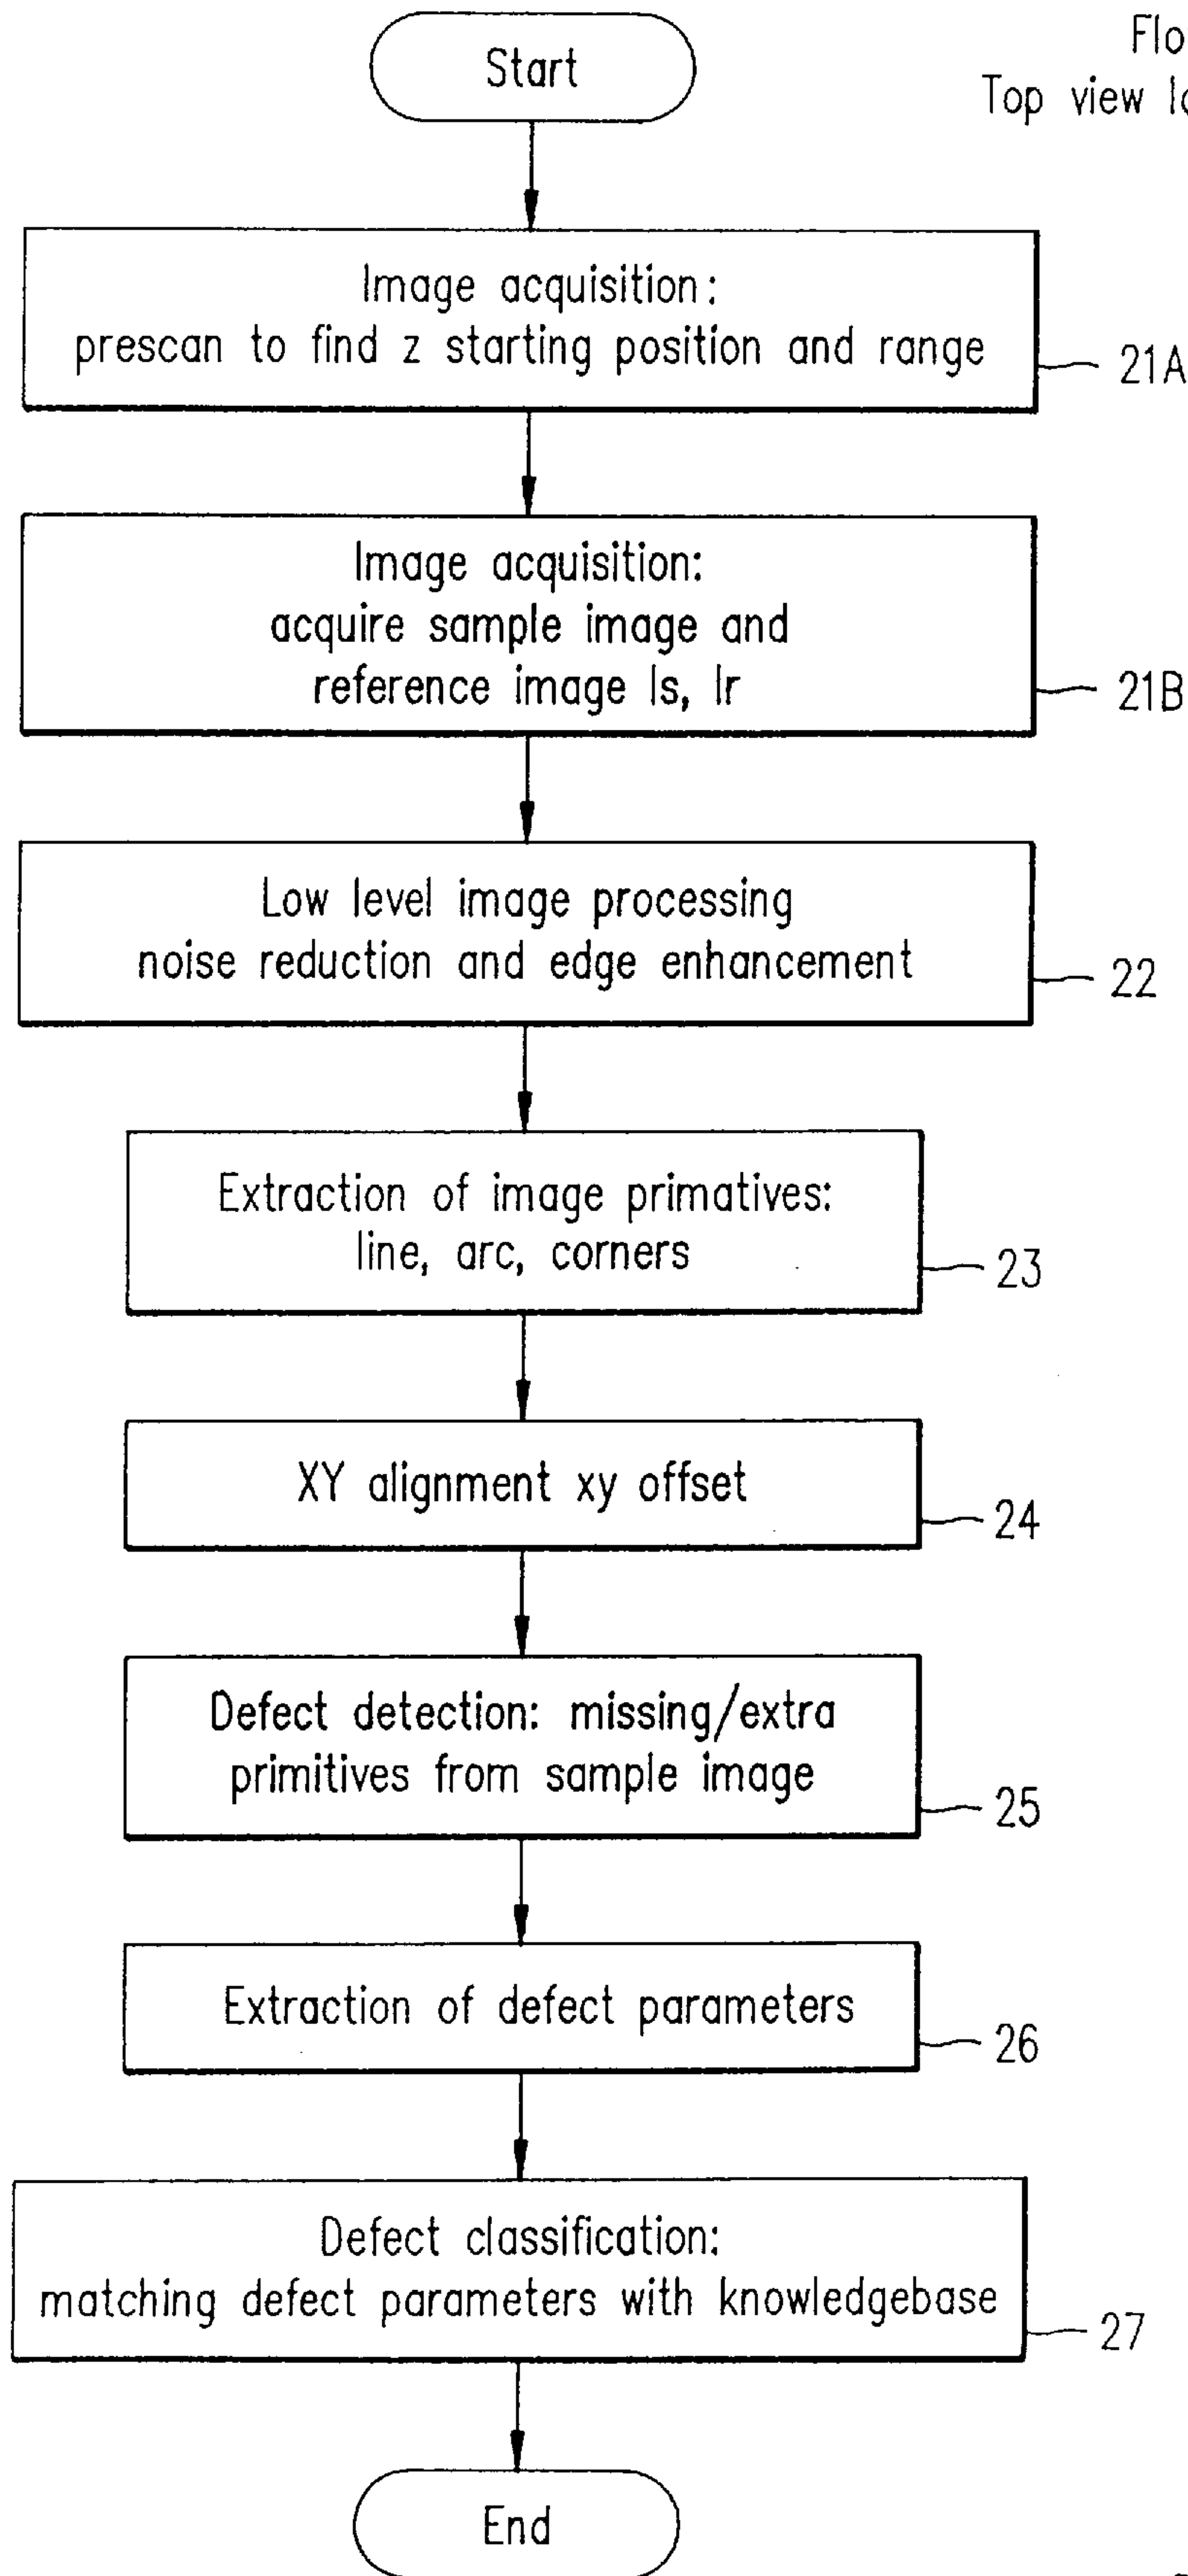 Start
Top view
Image acquisition:
prescan to find z starting position and range
21A
Image acquisition:
acquire sample image and
reference image Is, Ir
21B
Low level image processing
noise reduction and edge enhancement
22
Extraction of image primatives:
line, arc, corners
23
XY alignment xy offset
24
Defect detection: missing/extra
primitives from sample image
25
Extraction of defect parameters
26
Defect classification:
matching defect parameters with knowledgebase
27
End